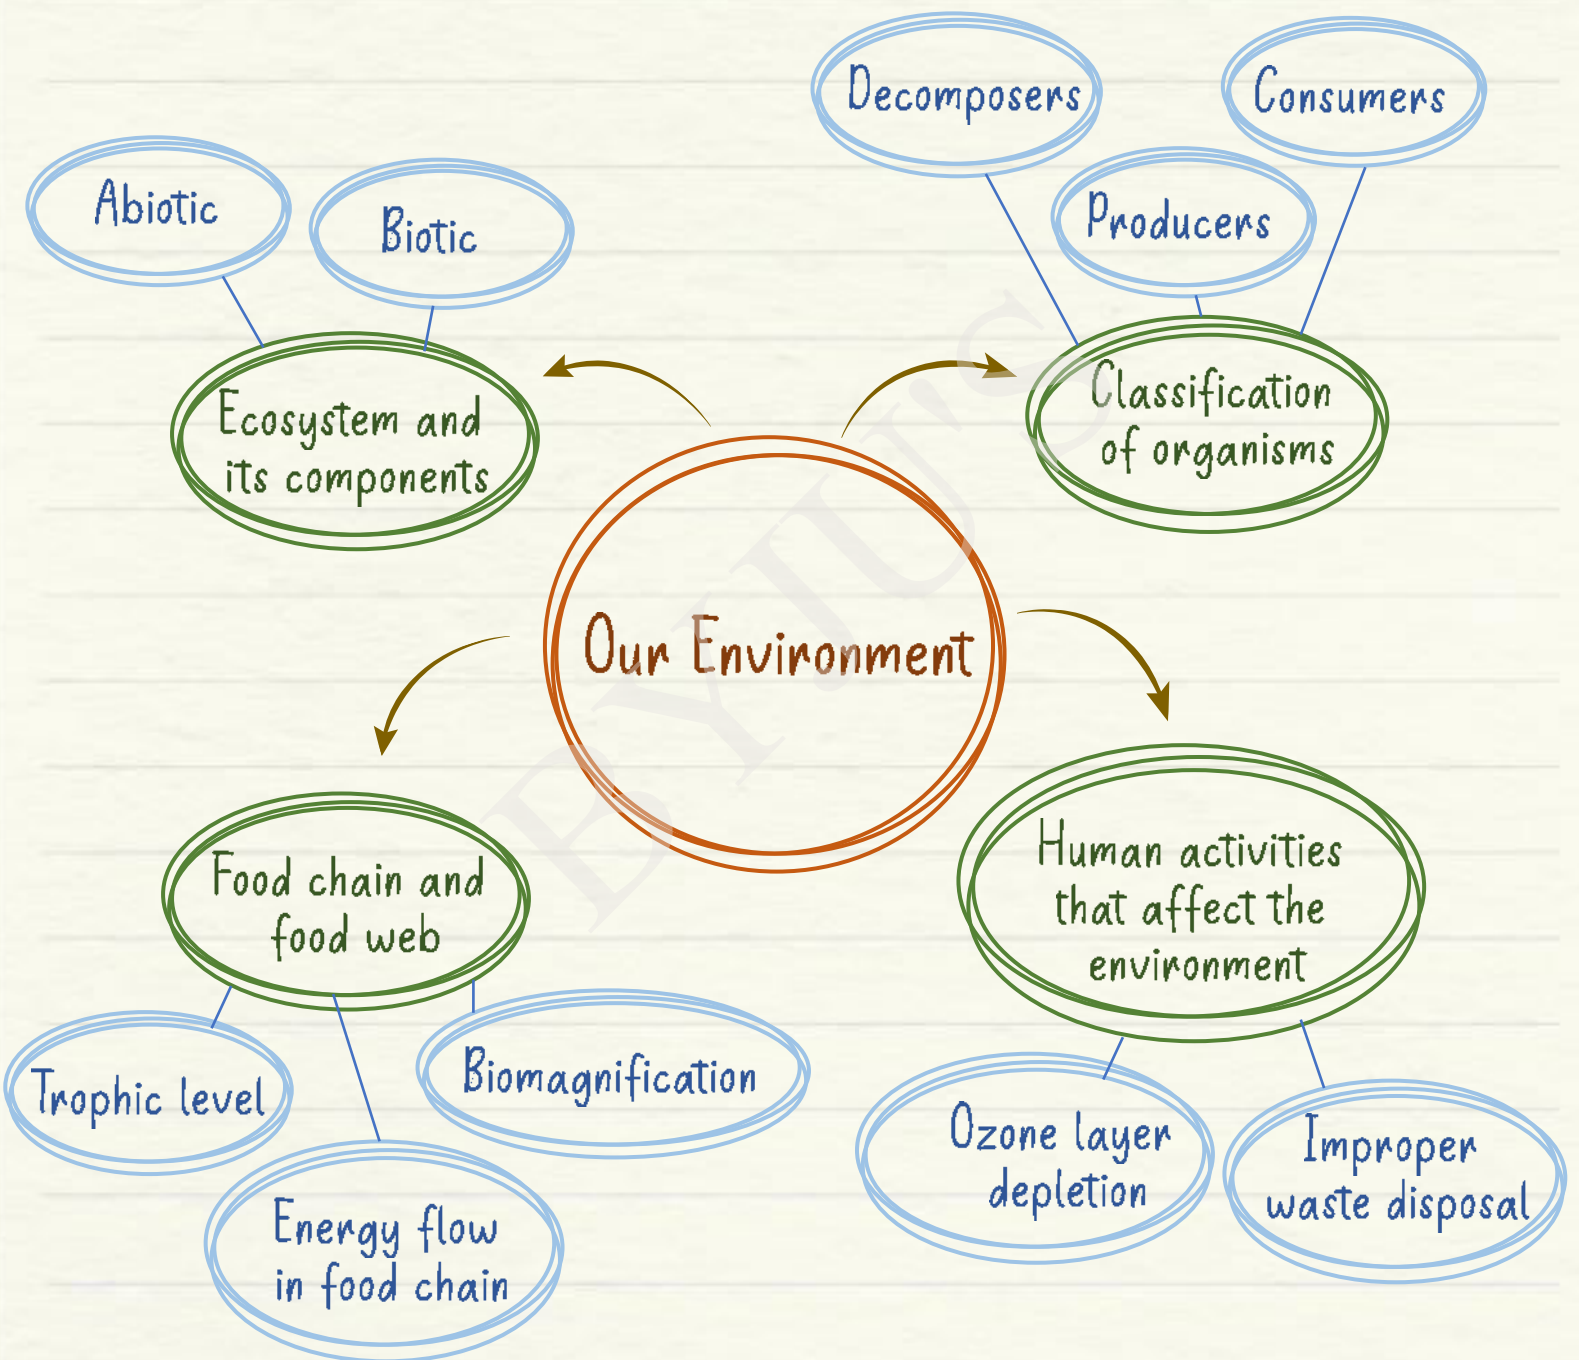 Decomposers
Consumers
Abiotic
Biotic
Producers
Ecosystem and
its components
Classification
of organisms
Our Environment
BYJU'S
Food chain and
food web
Human activities
that affect the
environment
Trophic level
Biomagnification
Energy flow
in food chain
Ozone layer
depletion
Improper
waste disposal